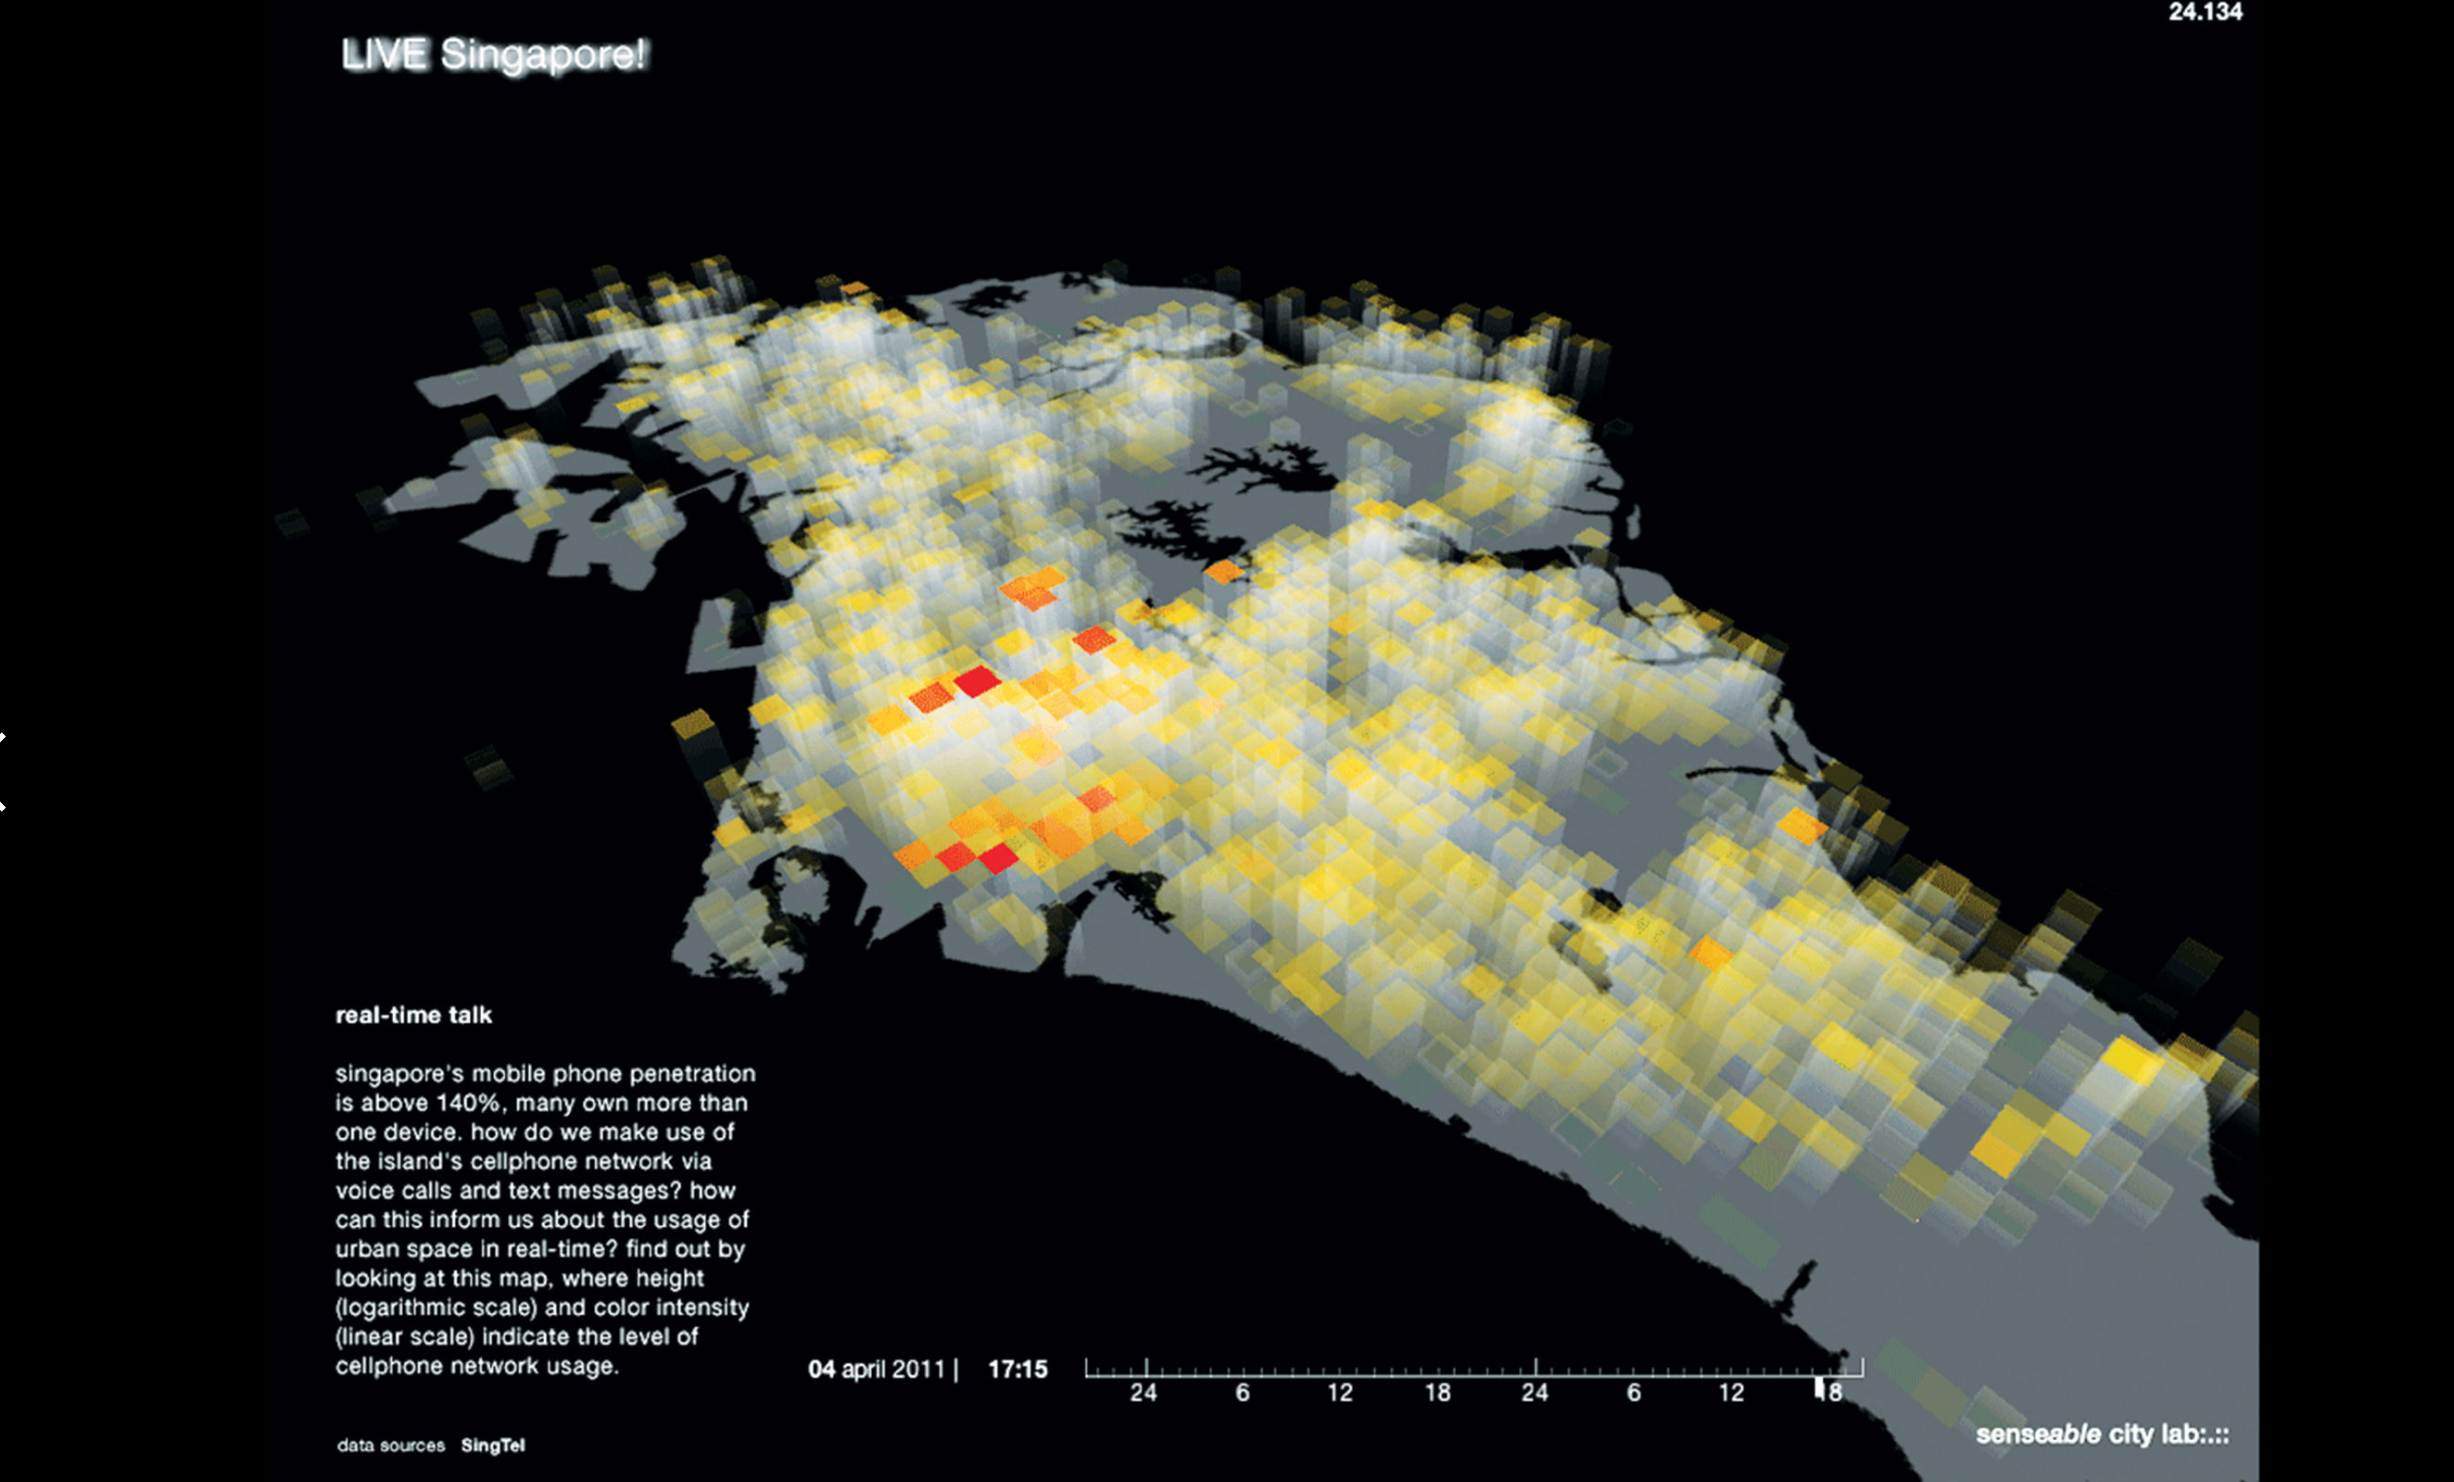 24.134
LIVE Singapore!
real-time talk
singapore's mobile phone penetration
is above 140%, many own more than
one device. how do we make use of
the island's cellphone network via
voice calls and text messages? how
can this inform us about the usage of
urban space in real-time? find out by
looking at this map, where height
(logarithmic scale) and color intensity
(linear scale) indicate the level of
cellphone network usage.
04 april 2011 | 17:15
24 6 12 18 24 6 12 18
data sources SingTel
senseable city lab:.::